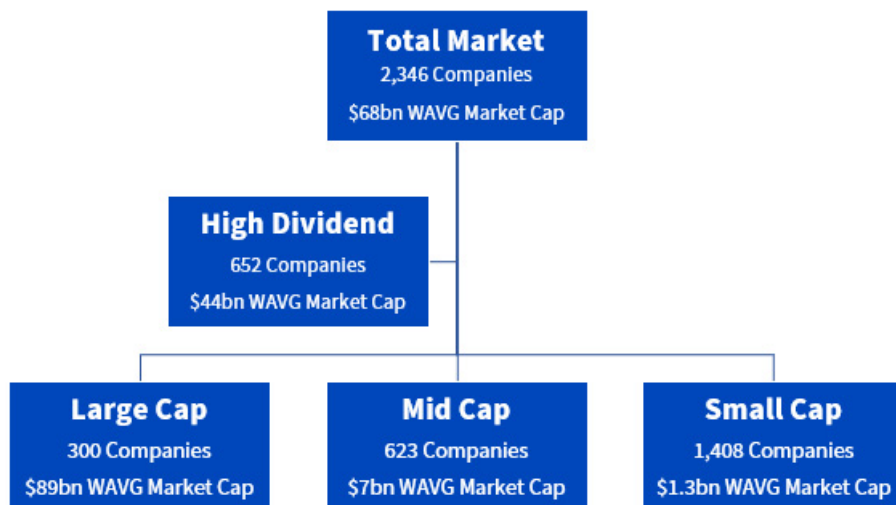 Total Market
2,346 Companies
$68bn WAVG Market Cap
High Dividend
652 Companies
$44bn WAVG Market Cap
Large Cap
300 Companies
$89bn WAVG Market Cap
Mid Cap
623 Companies
$7bn WAVG Market Cap
Small Cap
1,408 Companies
$1.3bn WAVG Market Cap